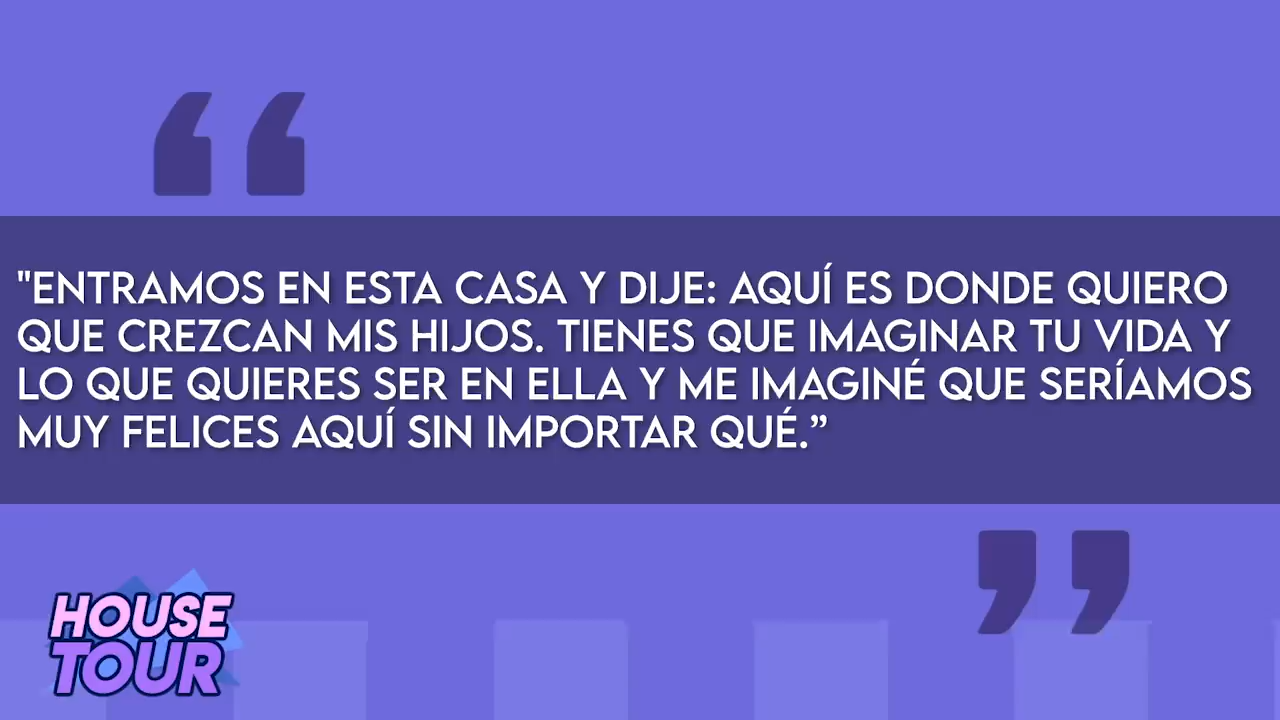 "ENTRAMOS EN ESTA CASA Y DIJE: AQUÍ ES DONDE QUIERO
QUE CREZCAN MIS HIJOS. TIENES QUE IMAGINAR TU VIDA Y
LO QUE QUIERES SER EN ELLA Y ME IMAGINÉ QUE SERÍAMOS
MUY FELICES AQUÍ SIN IMPORTAR QUÉ.”
HOUSE
TOUR